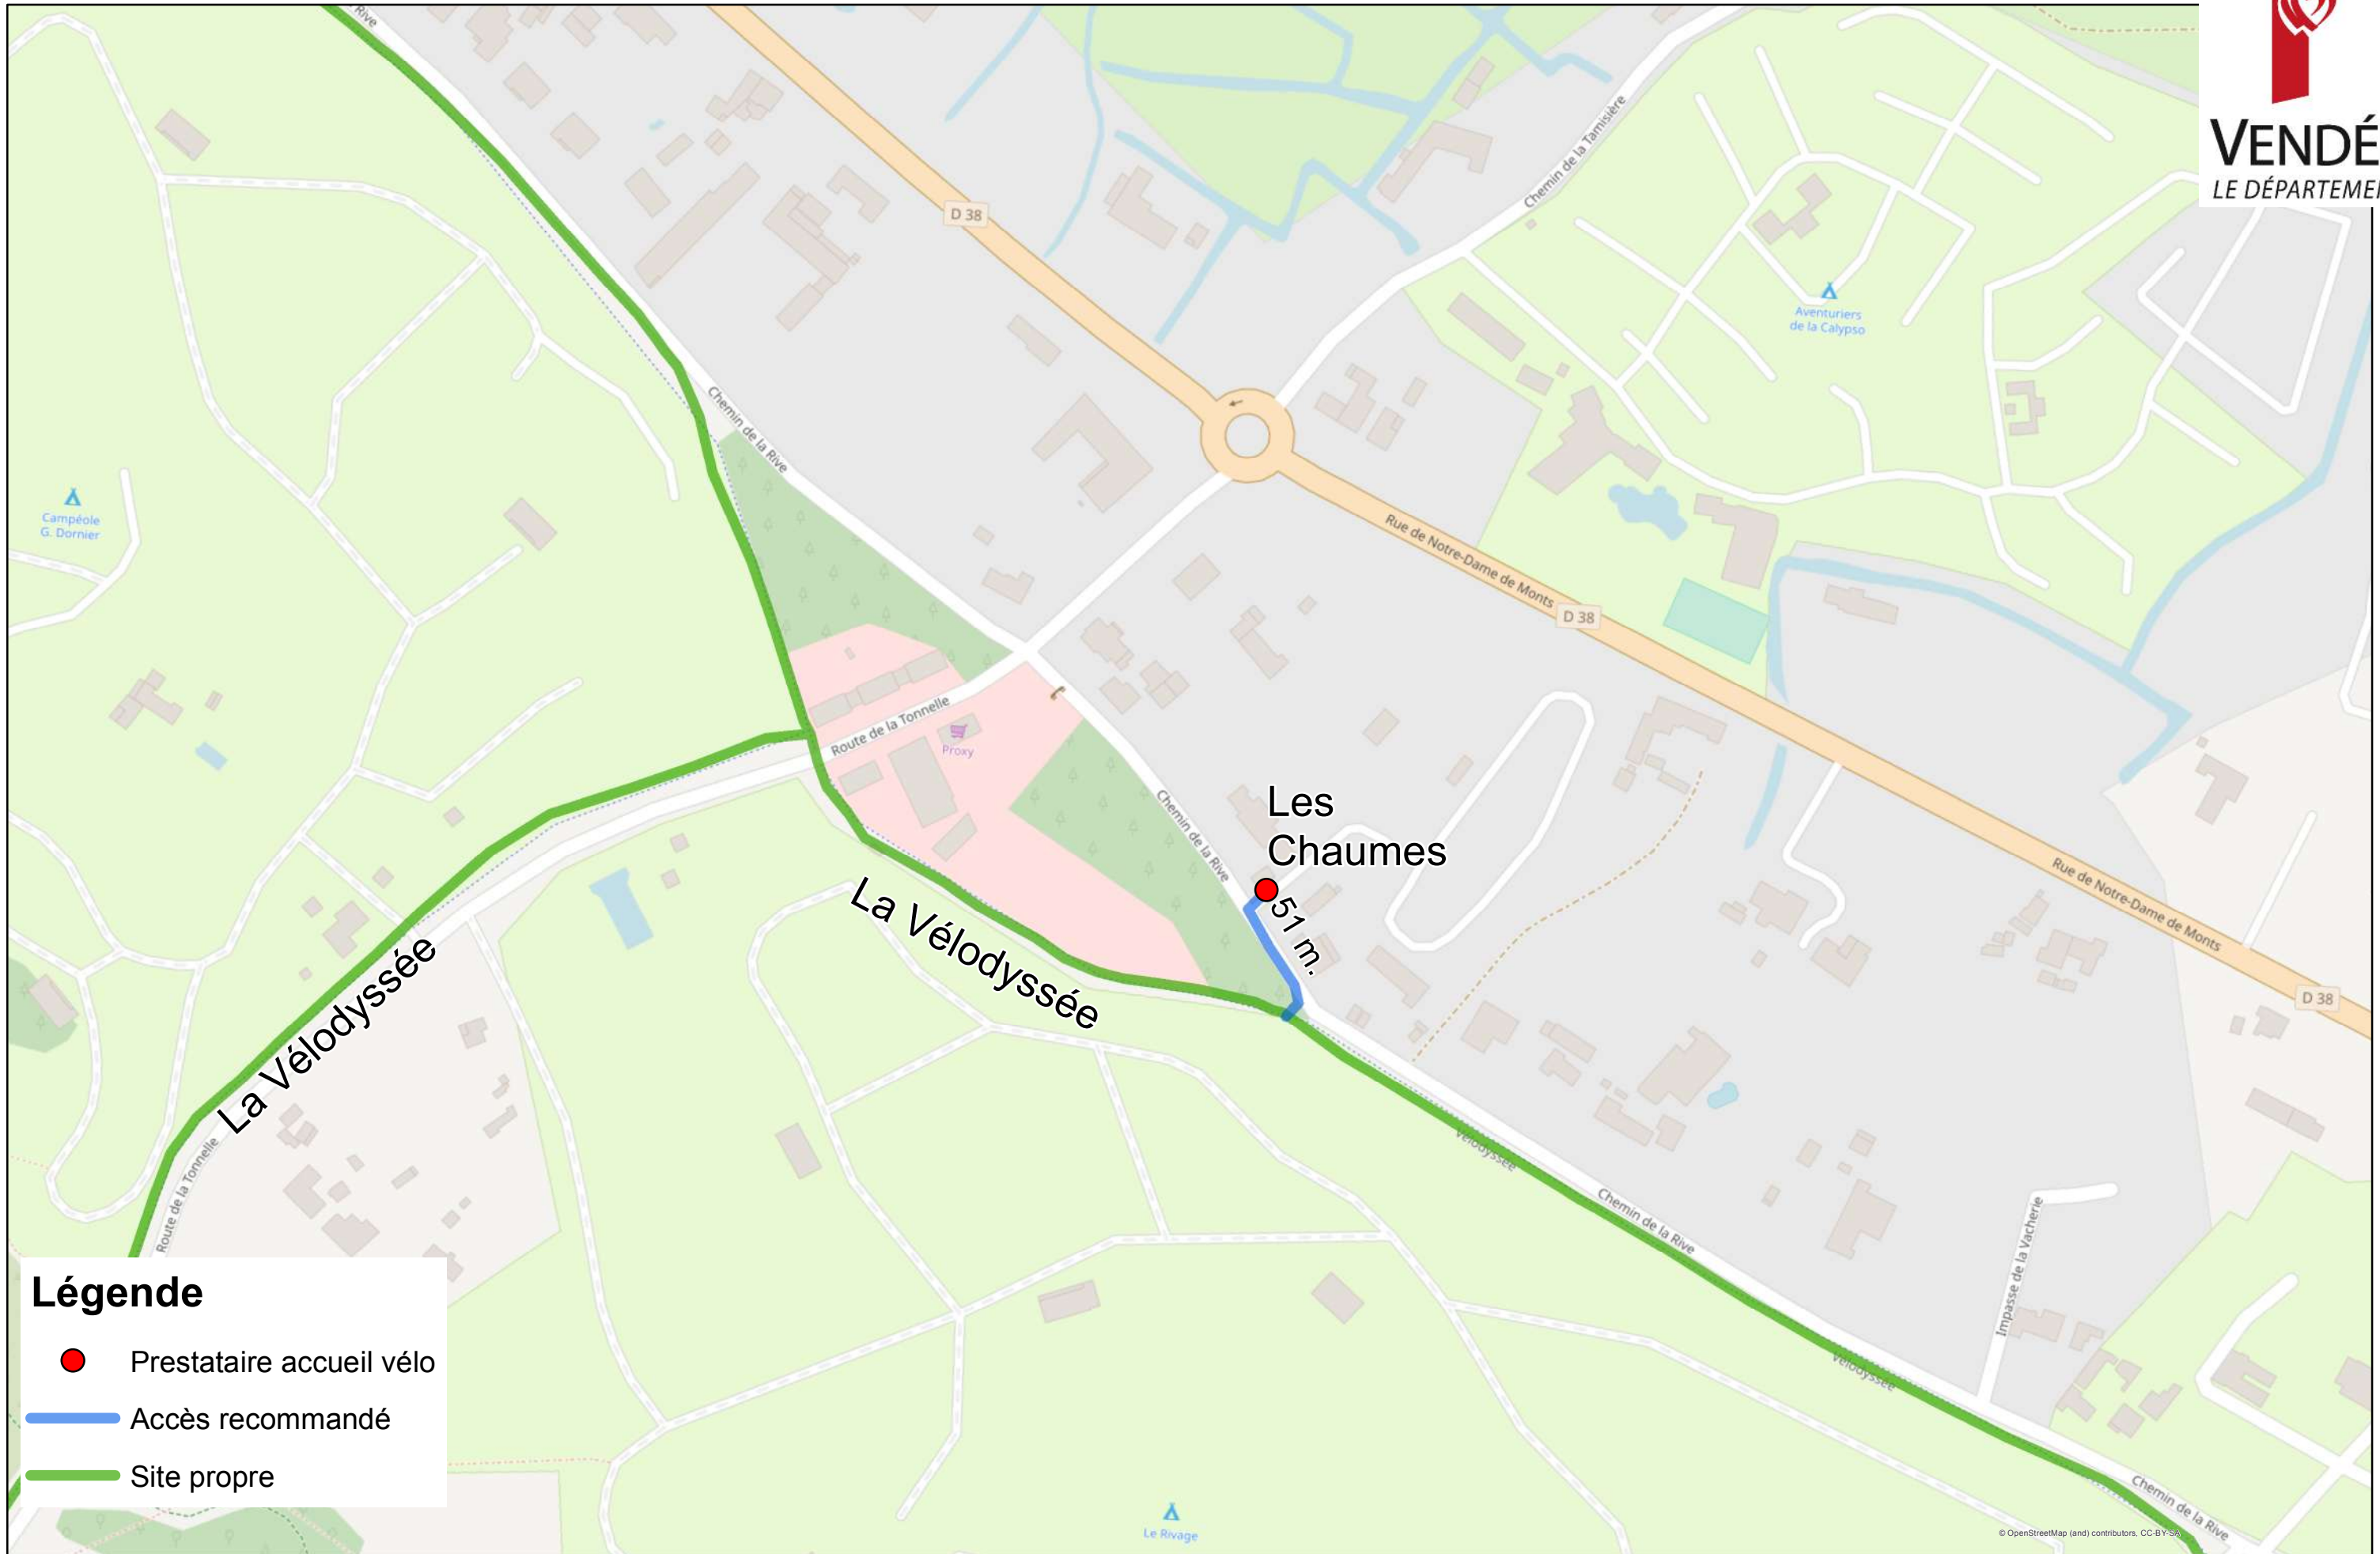 Rive
VENDÉ
LE DÉPARTEME
Chemin de la Tamisière
D 38
Aventuriers
de la Calypso
Chemin de la Rive
Campéole
G. Dornier
Rue de Notre-Dame de Monts
D 38
Route de la Tonnelle
Proxy
Les
Chaumes
Chemin de la Rive
51 m.
Rue de Notre-Dame de Monts
La Vélodyssée
La Vélodyssée
D 38
Vélodyssée
Route de la Tonnelle
Chemin de la Rive
Impasse de la Vacherie
Légende
Prestataire accueil vélo
Accès recommandé
Site propre
Vélodyssée
Chemin de la Rive
Le Rivage
© OpenStreetMap (and) contributors, CC-BY-SA